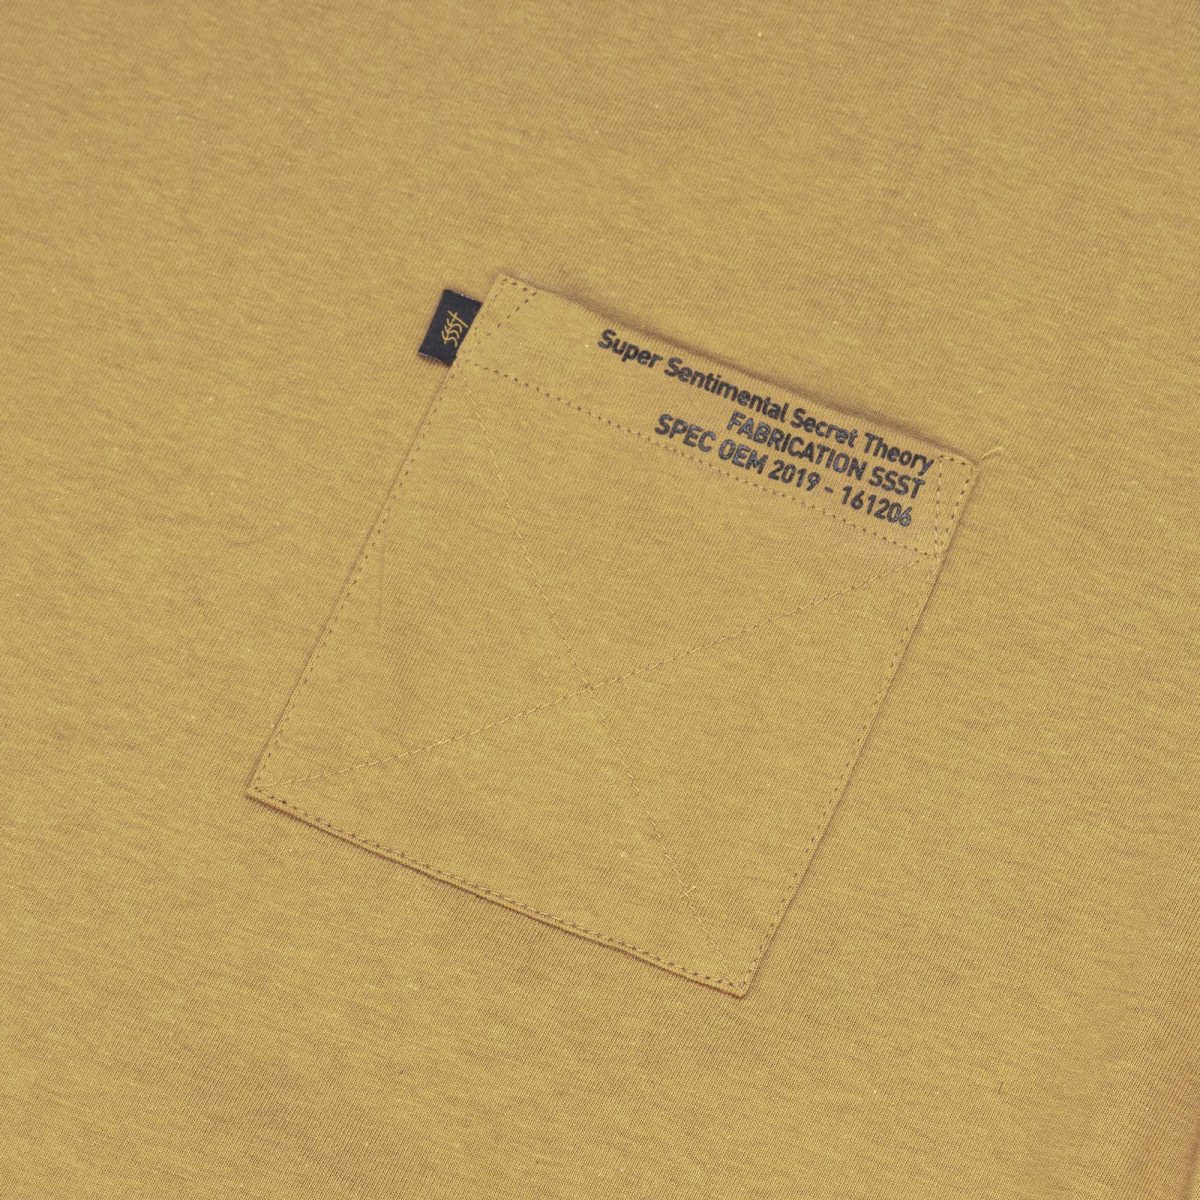 SSST
Super Sentimental Secret Theory
FABRICATION SSST
SPEC OEM 2019 - 161206